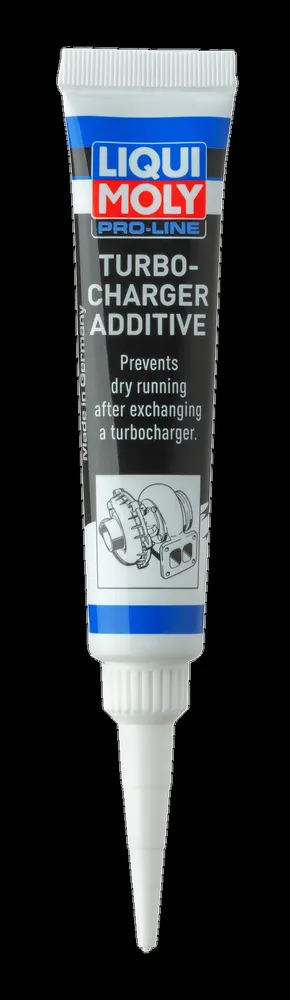 LIQUI
MOLY
PRO-LINE
TURBO-
CHARGER
ADDITIVE
Prevents
dry running
after exchanging
a turbocharger.
Made in Germany